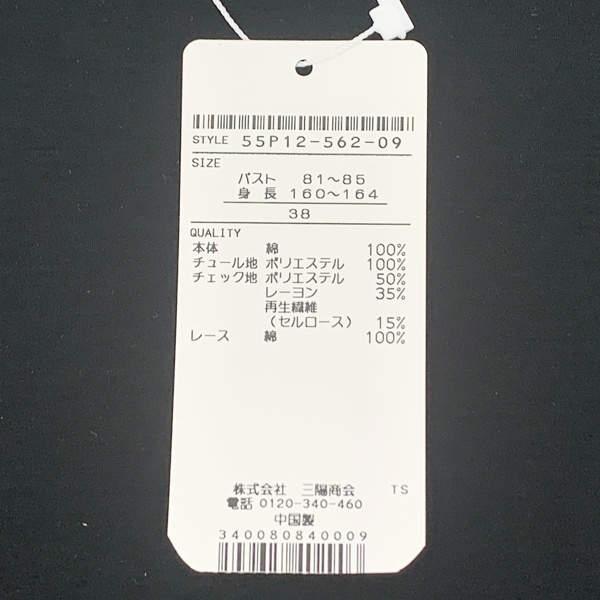 STYLE 55P12-562-09
SIZE
バスト 81～85
身長 160～164
38
QUALITY
本体 綿 100%
チュール地 ポリエステル 100%
チェック地 ポリエステル 50%
レーヨン 35%
再生繊維
（セルロース） 15%
レース 綿 100%
株式会社 三陽商会 TS
電話 0120-340-460
中国製
340080840009